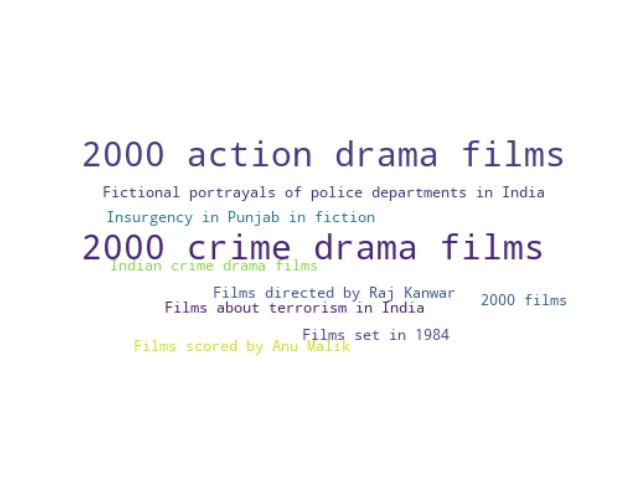 2000 action drama films
Fictional portrayals of police departments in India
Insurgency in Punjab in fiction
2000 crime drama films
Indian crime drama films
Films directed by Raj Kanwar
2000 films
Films about terrorism in India
Films set in 1984
Films scored by Anu Malik